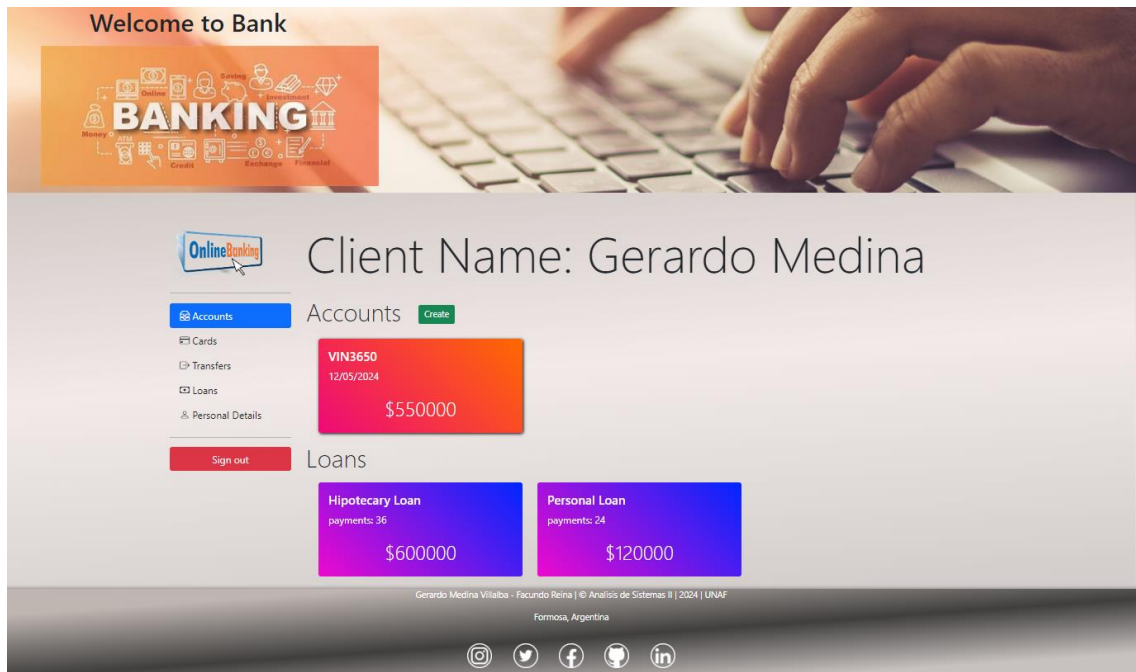 Welcome to Bank
Saving
Online
Investment
BANKING
Money
ATM
Credit
Exchange
Financial
OnlineBanking
Client Name: Gerardo Medina
Accounts
Cards
Transfers
Loans
Personal Details
Sign out
Accounts Create
VIN3650
12/05/2024
$550000
Loans
Hipotecary Loan
payments: 36
$600000
Personal Loan
payments: 24
$120000
Gerardo Medina Villalba - Facundo Reina | © Analisis de Sistemas II | 2024 | UNAF
Formosa, Argentina